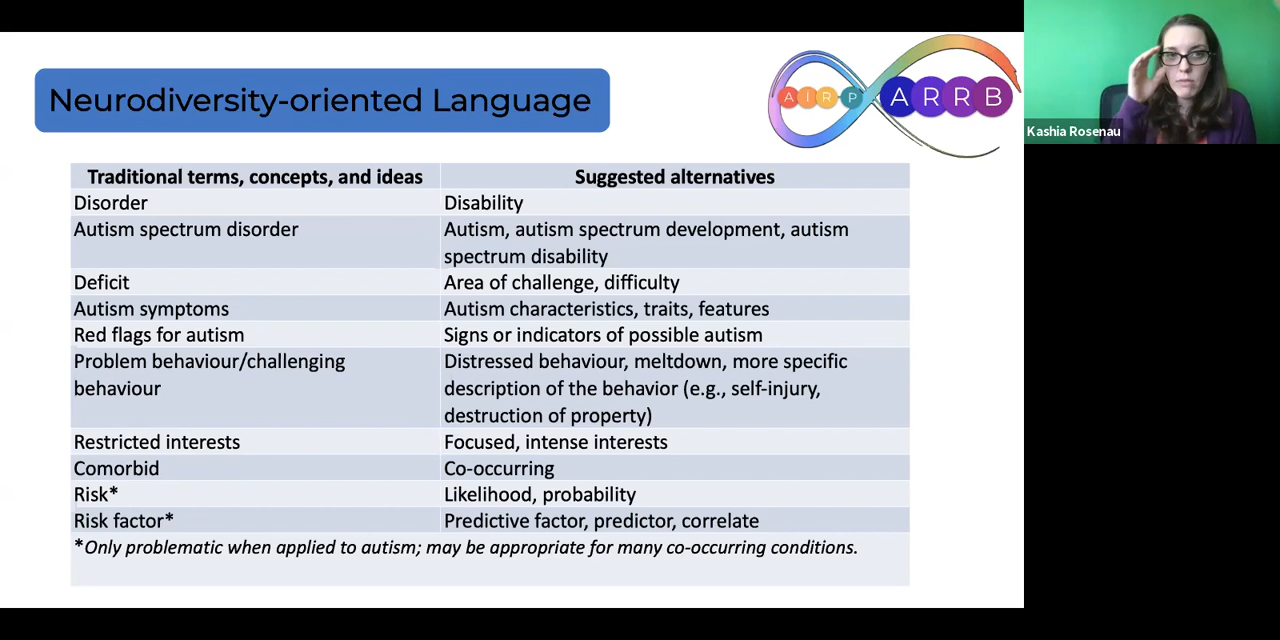 Neurodiversity-oriented Language
AIRP ARRB
Kashia Rosenau
Traditional terms, concepts, and ideas Suggested alternatives
Disorder Disability
Autism spectrum disorder Autism, autism spectrum development, autism
spectrum disability
Deficit Area of challenge, difficulty
Autism symptoms Autism characteristics, traits, features
Red flags for autism Signs or indicators of possible autism
Problem behaviour/challenging
behaviour
Distressed behaviour, meltdown, more specific
description of the behavior (e.g., self-injury,
destruction of property)
Restricted interests Focused, intense interests
Comorbid Co-occurring
Risk* Likelihood, probability
Risk factor* Predictive factor, predictor, correlate
*Only problematic when applied to autism; may be appropriate for many co-occurring conditions.